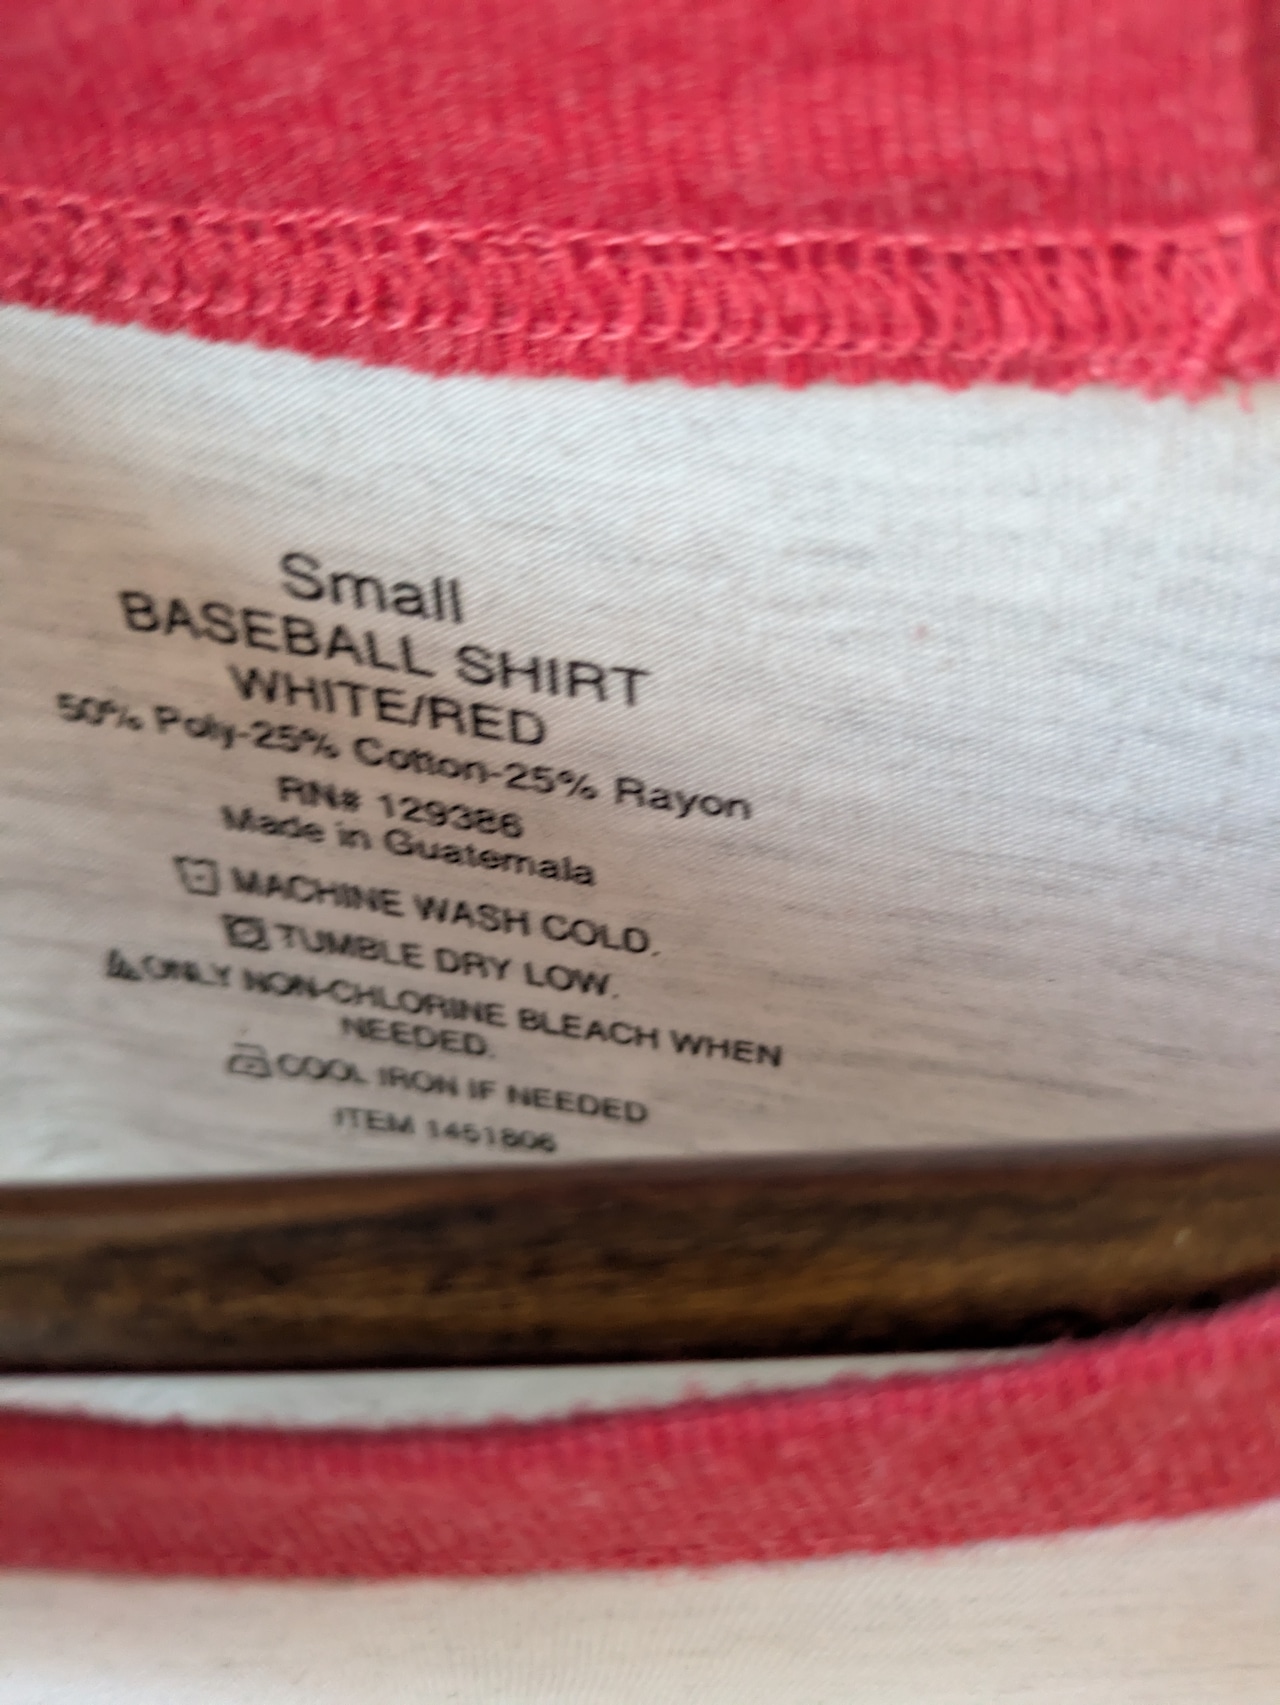 Small
BASEBALL SHIRT
WHITE/RED
50% Poly-25% Cotton-25% Rayon
RN# 129386
Made in Guatemala
MACHINE WASH COLD.
TUMBLE DRY LOW.
ONLY NON-CHLORINE BLEACH WHEN
NEEDED.
COOL IRON IF NEEDED
ITEM 1451806